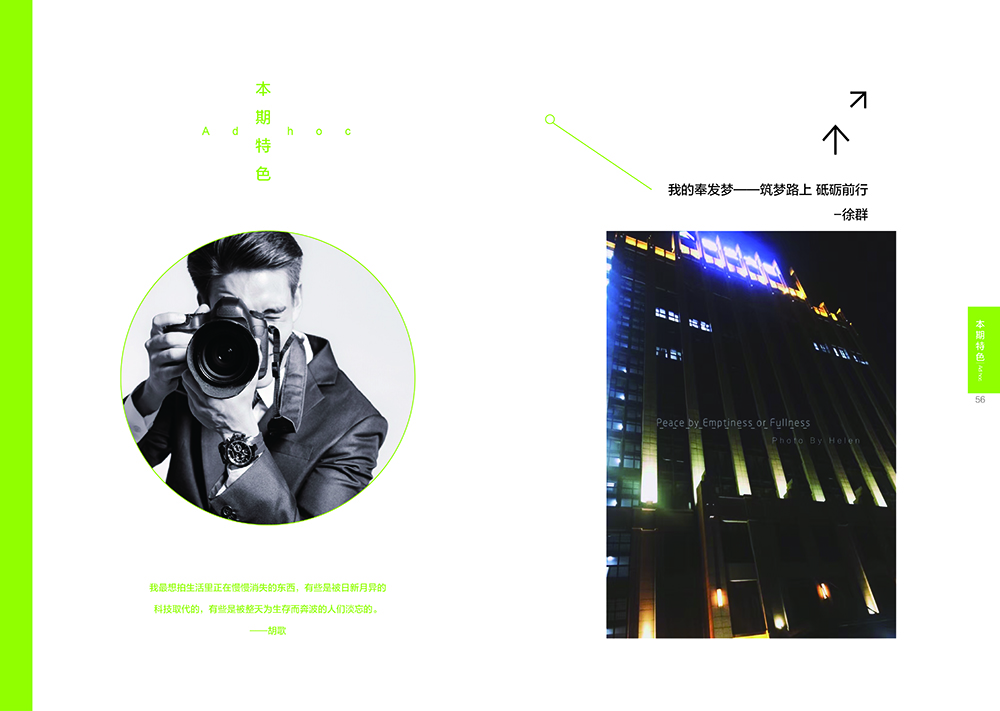 本期特色
Ad hoc
我最想拍生活里正在慢慢消失的东西，有些是被日新月异的
科技取代的，有些是被整天为生存而奔波的人们淡忘的。
——胡歌
我的奉发梦——筑梦路上 砥砺前行
-徐群
Peace by Emptiness or Fullness
Photo By Helen
本期特色
56